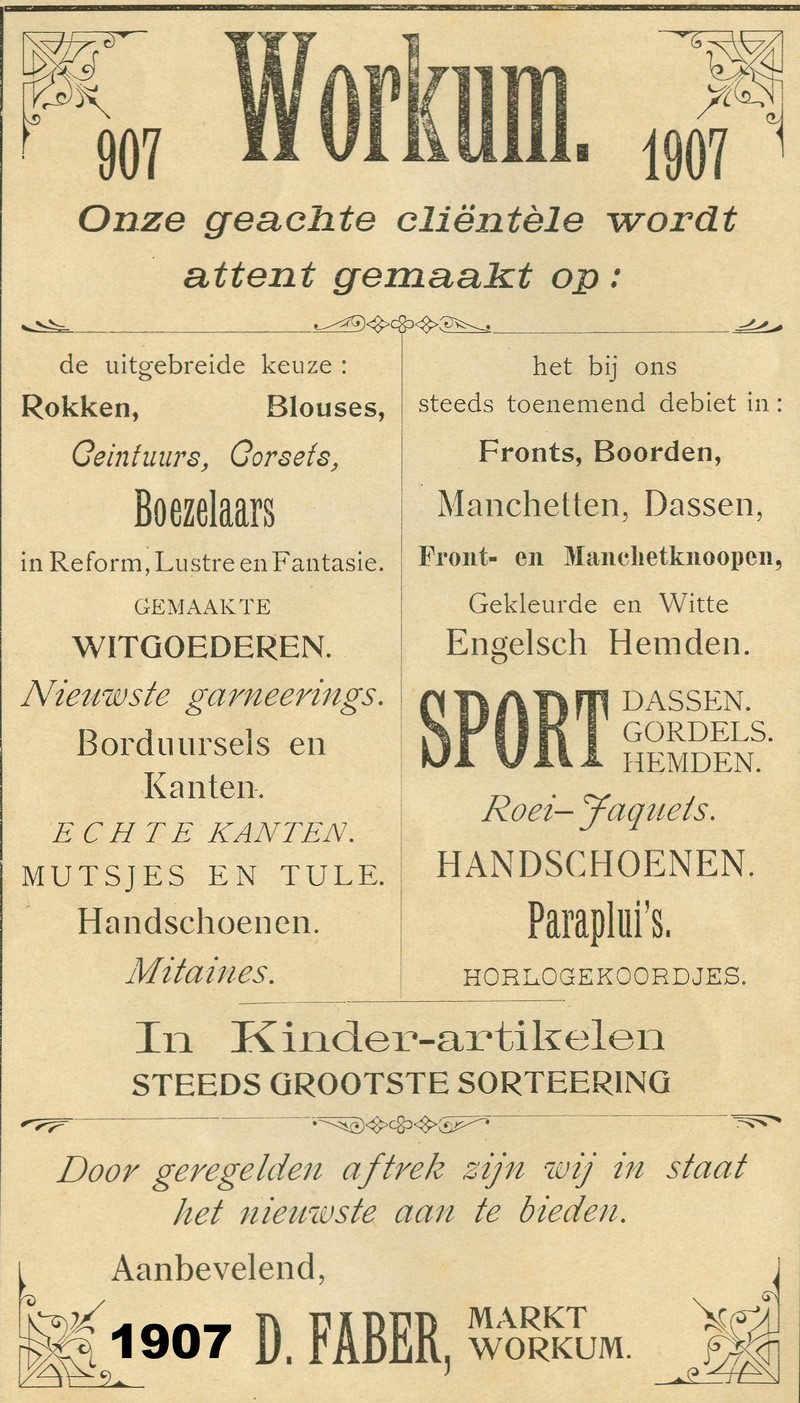 Workum.
907 1907
Onze geachte cliëntèle wordt
attent gemaakt op :
de uitgebreide keuze :
Rokken, Blouses,
Ceintuurs, Corsets,
Boezelaars
in Reform, Lustre en Fantasie.
GEMAAKTE
WITGOEDEREN.
Nieuwste garneerings.
Borduursels en
Kanten.
ECHTE KANTEN.
MUTSJES EN TULE.
Handschoenen.
Mitaines.
het bij ons
steeds toenemend debiet in :
Fronts, Boorden,
Manchetten, Dassen,
Front- en Manchetknoopen,
Gekleurde en Witte
Engelsch Hemden.
SPORT
DASSEN.
GORDELS.
HEMDEN.
Roei-Jaquets.
HANDSCHOENEN.
Paraplui's.
HORLOGEKOORDJES.
In Kinder-artikelen
STEEDS GROOTSTE SORTEERING
Door geregelden aftrek zijn wij in staat
het nieuwste aan te bieden.
Aanbevelend,
1907 D. FABER,
MARKT
WORKUM.